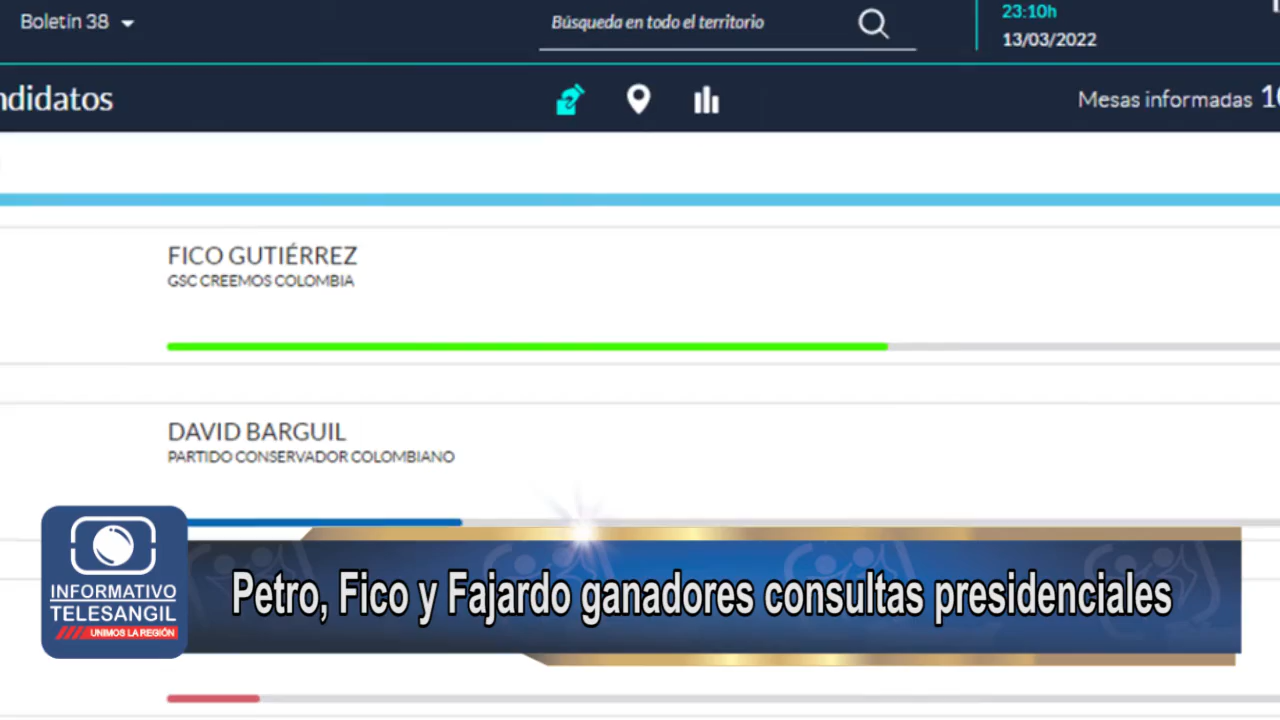 Boletín 38
Búsqueda en todo el territorio
23:10h
13/03/2022
ndidatos
Mesas informadas
FICO GUTIÉRREZ
GSC CREEMOS COLOMBIA
DAVID BARGUIL
PARTIDO CONSERVADOR COLOMBIANO
INFORMATIVO
TELESANGIL
UNIMOS LA REGIÓN
Petro, Fico y Fajardo ganadores consultas presidenciales